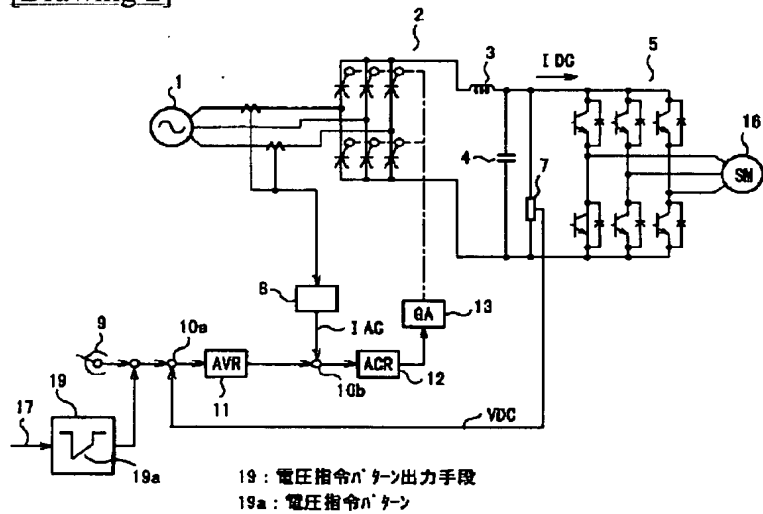 [Drawing 2]
2
3
I DC
5
1
16
4
7
SM
8
GA
13
I AC
9
10a
AVR
ACR
11
10b
12
17
19
VDC
19a
19 : 電圧指令パターン出力手段
19a : 電圧指令パターン